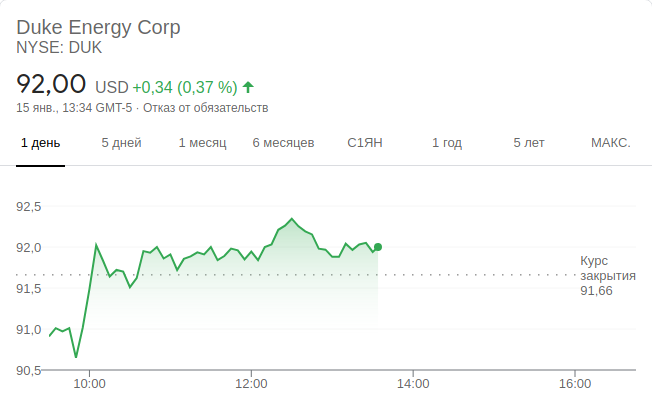 Duke Energy Corp
NYSE: DUK
92,00 USD +0,34 (0,37 %)
15 янв., 13:34 GMT-5 · Отказ от обязательств
1 день 5 дней 1 месяц 6 месяцев С1ЯН 1 год 5 лет МАКС.
92,5
92,0
Курс
закрытия
91,66
91,5
91,0
90,5
10:00 12:00 14:00 16:00